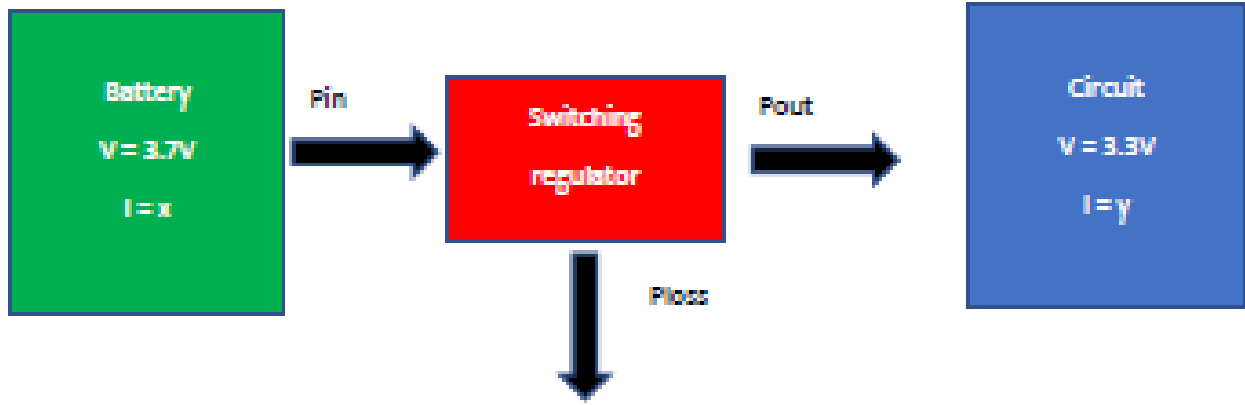 Battery
V = 3.7V
I = x
Pin
Switching
regulator
Pout
Ploss
Circuit
V = 3.3V
I = y